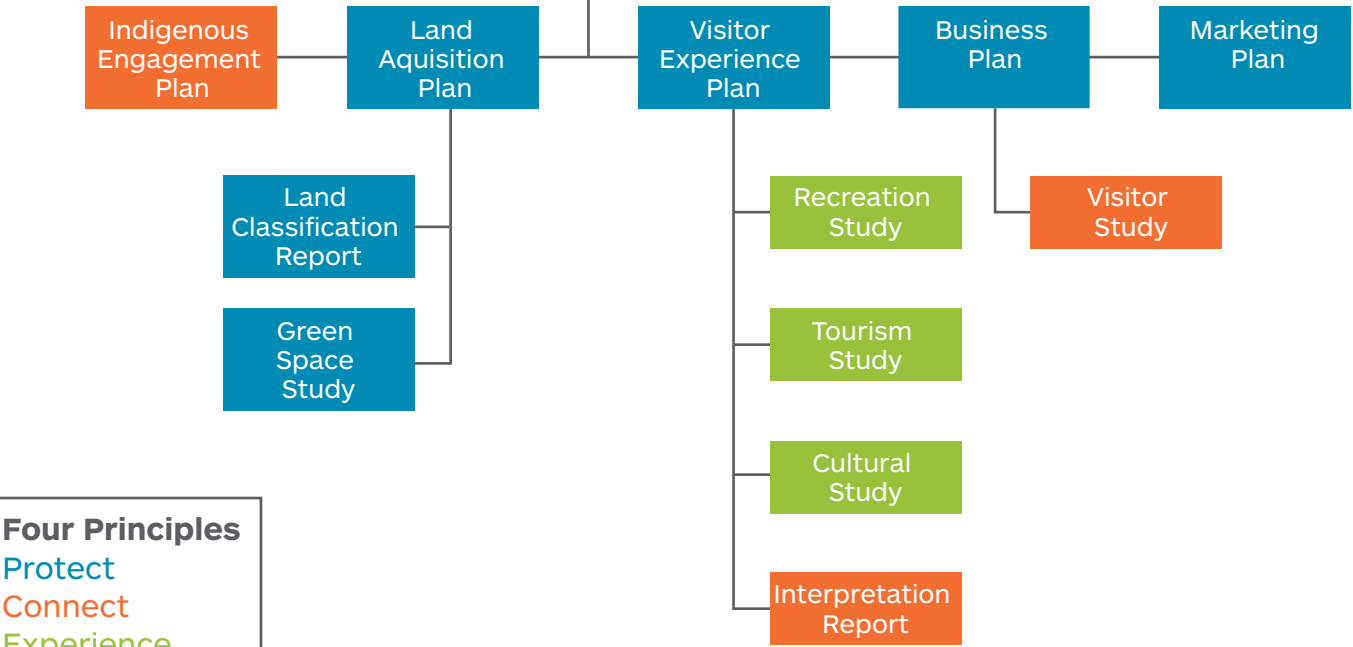 Indigenous
Engagement
Plan
Land
Aquisition
Plan
Visitor
Experience
Plan
Business
Plan
Marketing
Plan
Land
Classification
Report
Green
Space
Study
Recreation
Study
Tourism
Study
Cultural
Study
Interpretation
Report
Visitor
Study
Four Principles
Protect
Connect
Experience